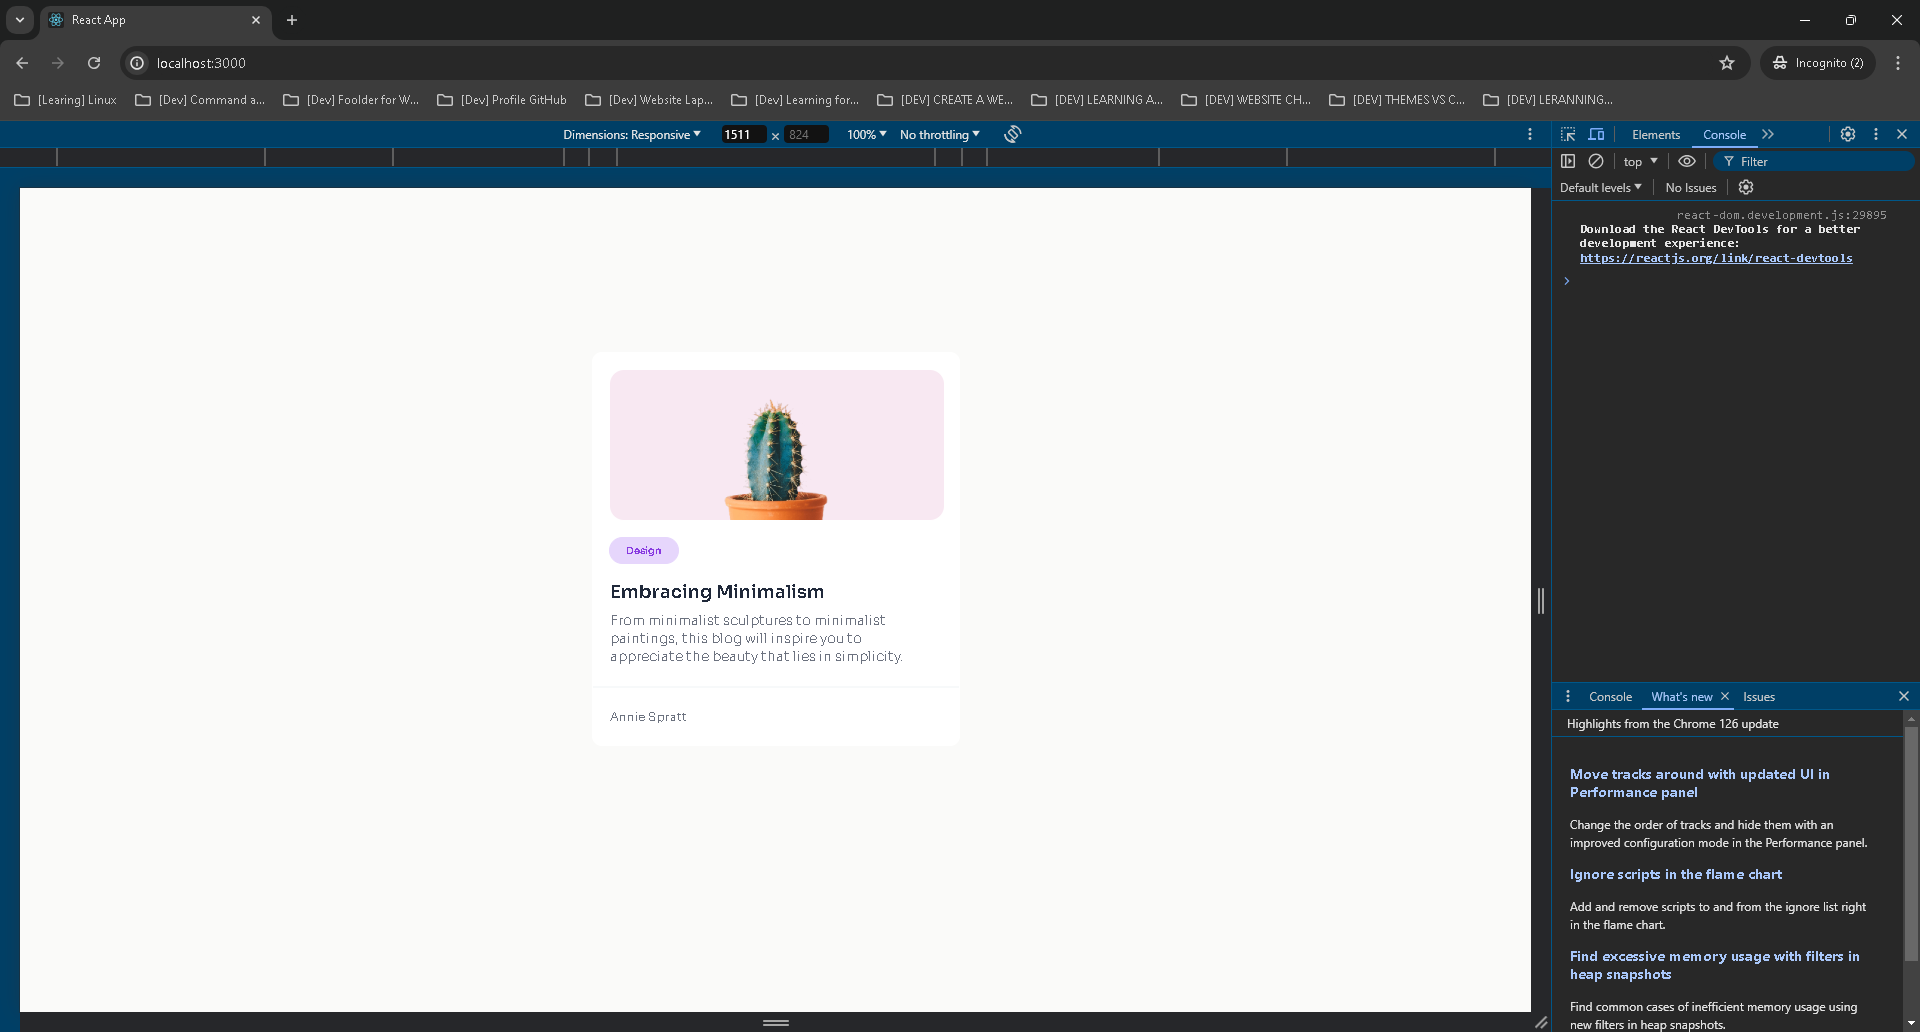 React App
localhost:3000
Incognito (2)
[Learing] Linux
[Dev] Command a...
[Dev] Foolder for W...
[Dev] Profile GitHub
[Dev] Website Lap...
[Dev] Learning for...
[DEV] CREATE A WE...
[DEV] LEARNING A...
[DEV] WEBSITE CH...
[DEV] THEMES VS C...
[DEV] LERANNING...
Dimensions: Responsive
1511 × 824
100%
No throttling
Elements
Console
top
Filter
Default levels
No Issues
react-dom.development.js:29895
Download the React DevTools for a better
development experience:
https://reactjs.org/link/react-devtools
Design
Embracing Minimalism
From minimalist sculptures to minimalist
paintings, this blog will inspire you to
appreciate the beauty that lies in simplicity.
Annie Spratt
Console
What's new
Issues
Highlights from the Chrome 126 update
Move tracks around with updated UI in
Performance panel
Change the order of tracks and hide them with an
improved configuration mode in the Performance panel.
Ignore scripts in the flame chart
Add and remove scripts to and from the ignore list right
in the flame chart.
Find excessive memory usage with filters in
heap snapshots
Find common cases of inefficient memory usage using
new filters in heap snapshots.